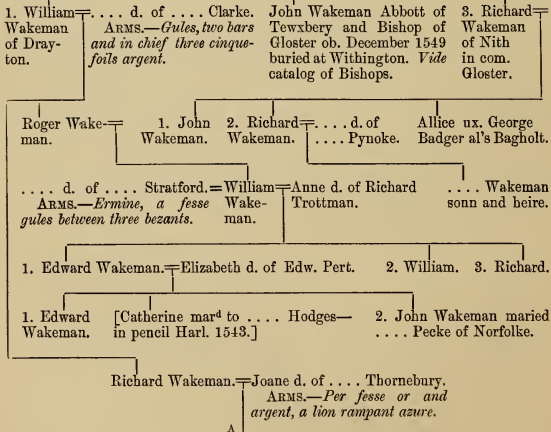 1. William=. . . . d. of . . . . Clarke.
Wakeman
of Dray-
ton.
ARMS.—Gules, two bars
and in chief three cinque-
foils argent.
John Wakeman Abbott of
Tewxbery and Bishop of
Gloster ob. December 1549
buried at Withington. Vide
catalog of Bishops.
3. Richard=
Wakeman
of Nith
in com.
Gloster.
Roger Wake-=
man.
1. John
Wakeman.
2. Richard=. . . . d. of
Wakeman. . . . . Pynoke.
Allice ux. George
Badger al's Bagholt.
. . . . d. of . . . . Stratford.=William=Anne d. of Richard
ARMS.—Ermine, a fesse
gules between three bezants.
Wake-
man.
Trottman.
. . . . Wakeman
sonn and heire.
1. Edward Wakeman.=Elizabeth d. of Edw. Pert. 2. William. 3. Richard.
1. Edward
Wakeman.
[Catherine marᵈ to . . . . Hodges—
in pencil Harl. 1543.]
2. John Wakeman maried
. . . . Pecke of Norfolke.
Richard Wakeman.=Joane d. of . . . . Thornebury.
ARMS.—Per fesse or and
argent, a lion rampant azure.
A